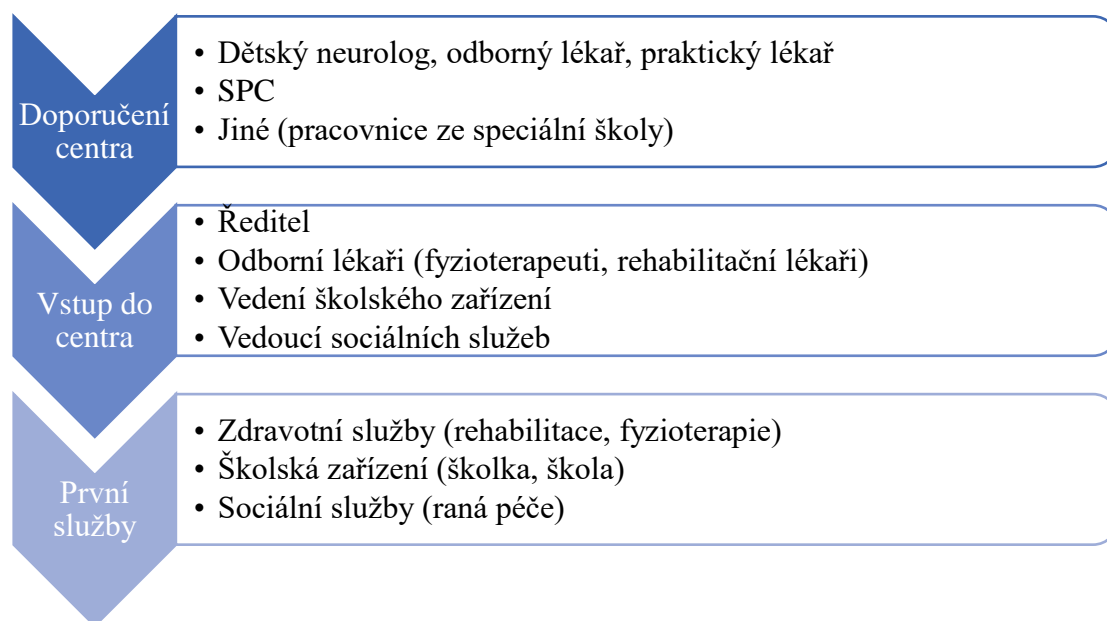 Doporučení
centra
• Dětský neurolog, odborný lékař, praktický lékař
• SPC
• Jiné (pracovnice ze speciální školy)
Vstup do
centra
• Ředitel
• Odborní lékaři (fyzioterapeuti, rehabilitační lékaři)
• Vedení školského zařízení
• Vedoucí sociálních služeb
První
služby
• Zdravotní služby (rehabilitace, fyzioterapie)
• Školská zařízení (školka, škola)
• Sociální služby (raná péče)